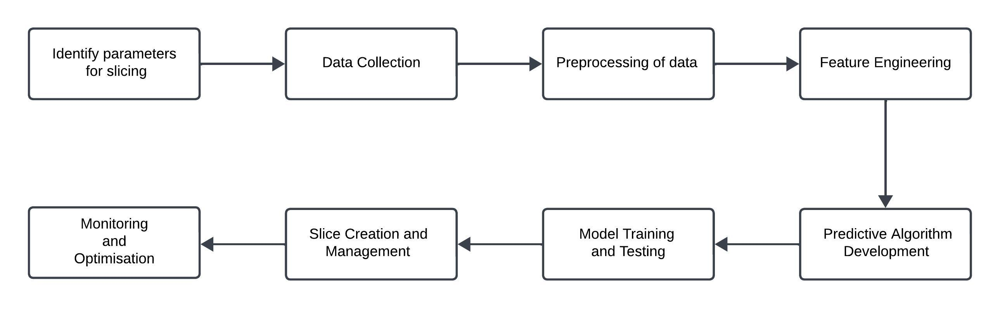 Identify parameters
for slicing
Data Collection
Preprocessing of data
Feature Engineering
Predictive Algorithm
Development
Model Training
and Testing
Slice Creation and
Management
Monitoring
and
Optimisation